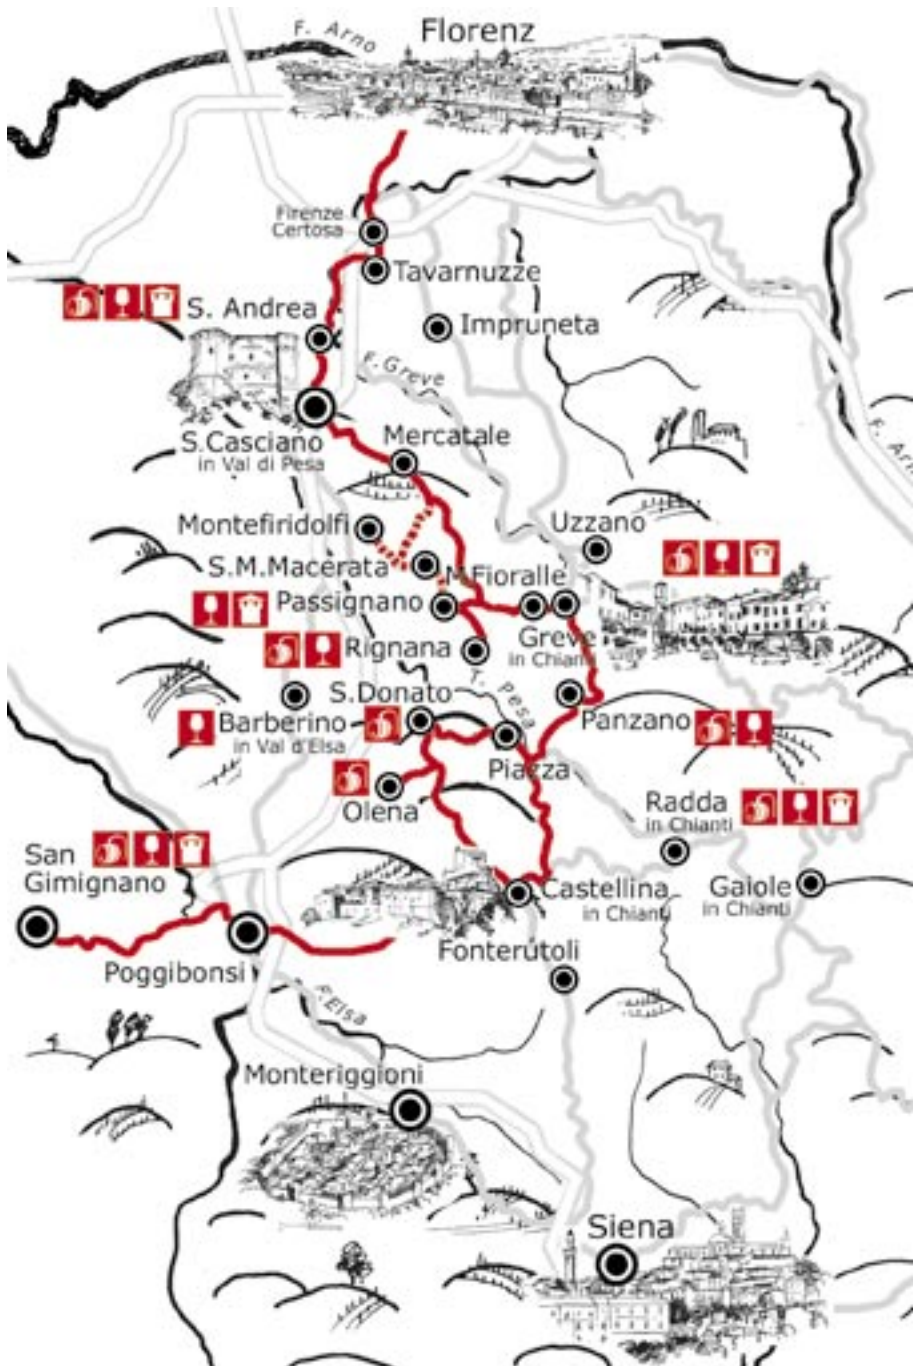 Florenz
F. Arno
Firenze
Certosa
Tavarnuzze
S. Andrea
Impruneta
F. Greve
S.Casciano
in Val di Pesa
Mercatale
F. Arn
Montefiridolfi
Uzzano
S.M.Macerata
M.Fioralle
Passignano
Greve
in Chianti
Rignana
T. Pesa
S.Donato
Panzano
Barberino
in Val d'Elsa
Piazza
Olena
Radda
in Chianti
San
Gimignano
Castellina
in Chianti
Gaiole
in Chianti
Fonterutoli
Poggibonsi
F.Elsa
Monteriggioni
Siena